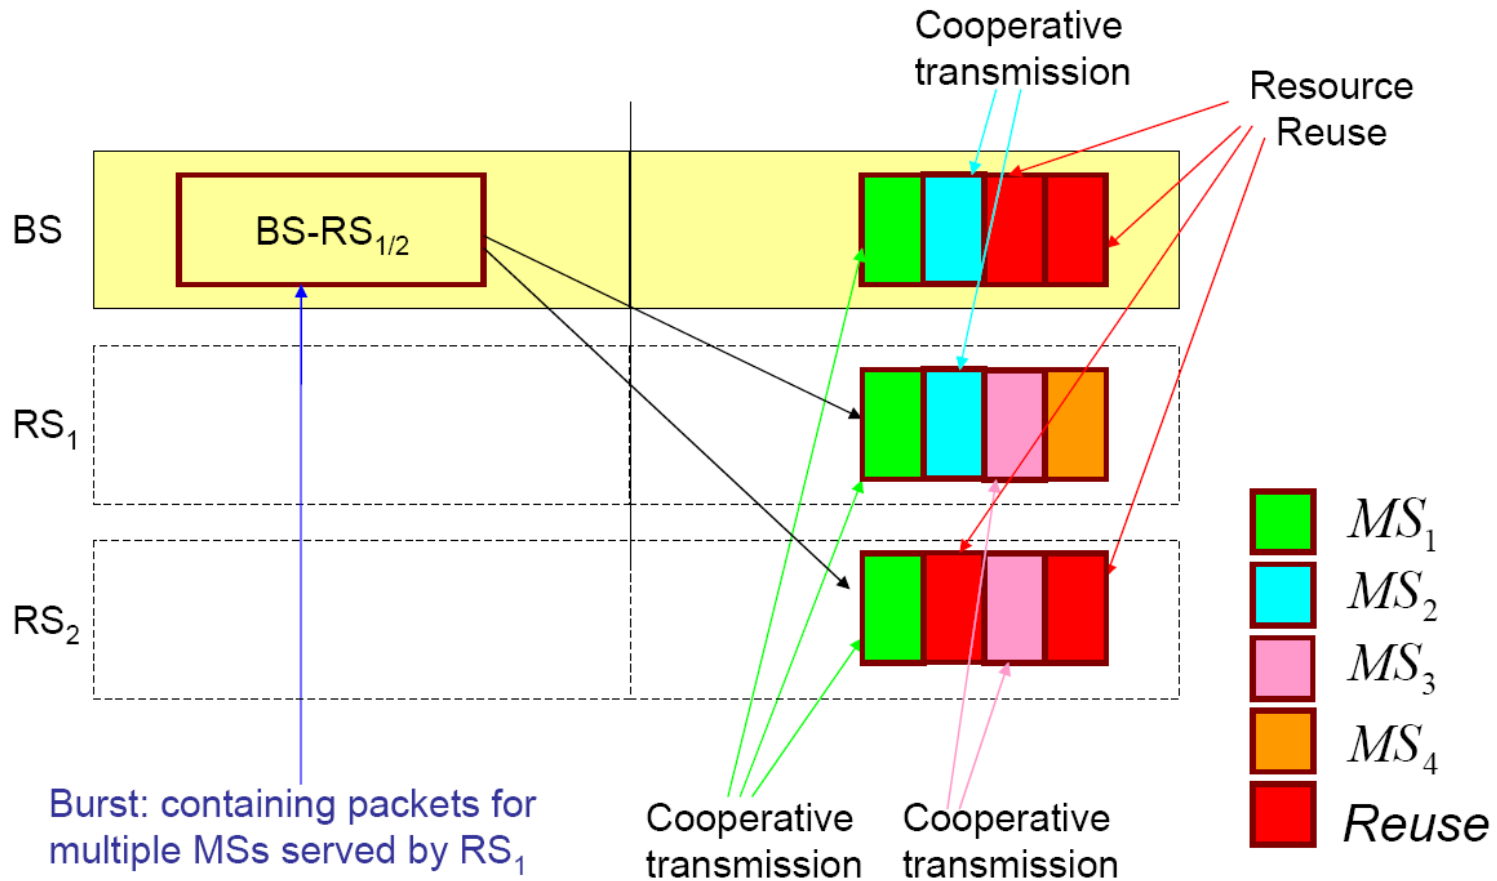 Cooperative
transmission
Resource
Reuse
BS
BS-RS1/2
RS1
RS2
MS1
MS2
MS3
MS4
Reuse
Burst: containing packets for
multiple MSs served by RS1
Cooperative
transmission
Cooperative
transmission